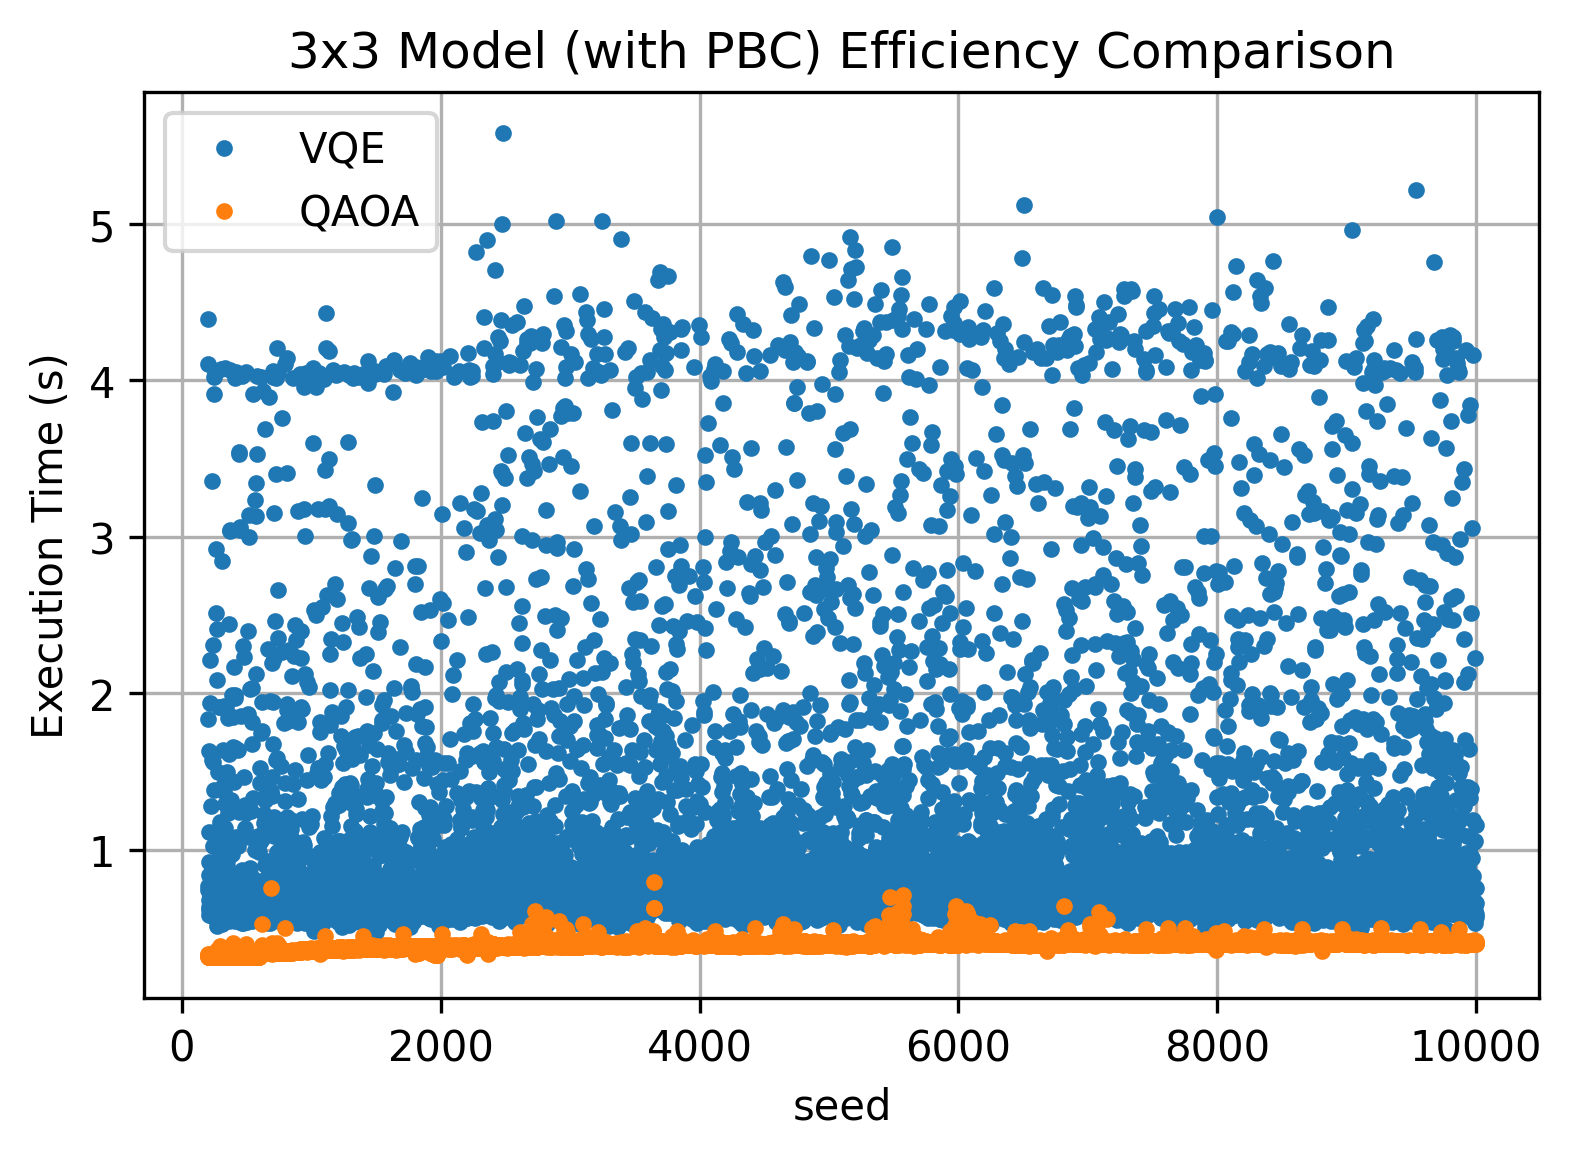 3x3 Model (with PBC) Efficiency Comparison
VQE
QAOA
Execution Time (s)
5
4
3
2
1
0 2000 4000 6000 8000 10000
seed